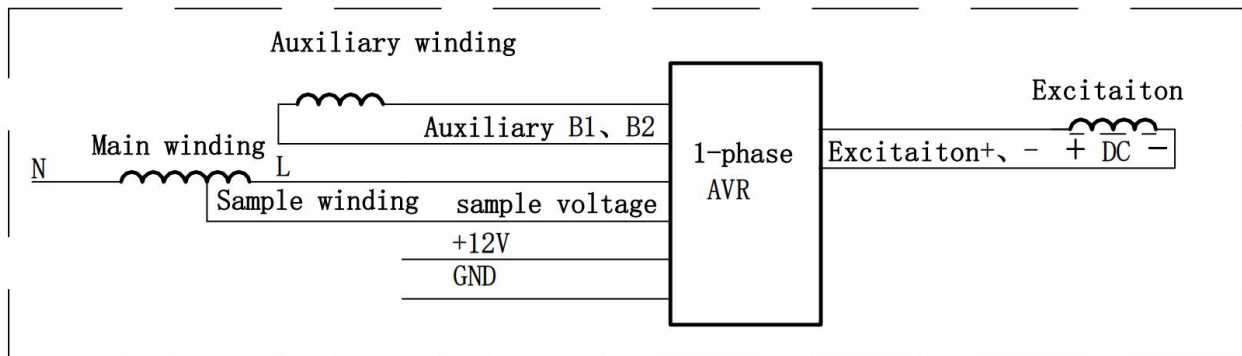 Auxiliary winding
Excitaiton
Auxiliary B1、B2
Main winding
1-phase
AVR
Excitaiton+、-
+ DC -
N
L
Sample winding
sample voltage
+12V
GND